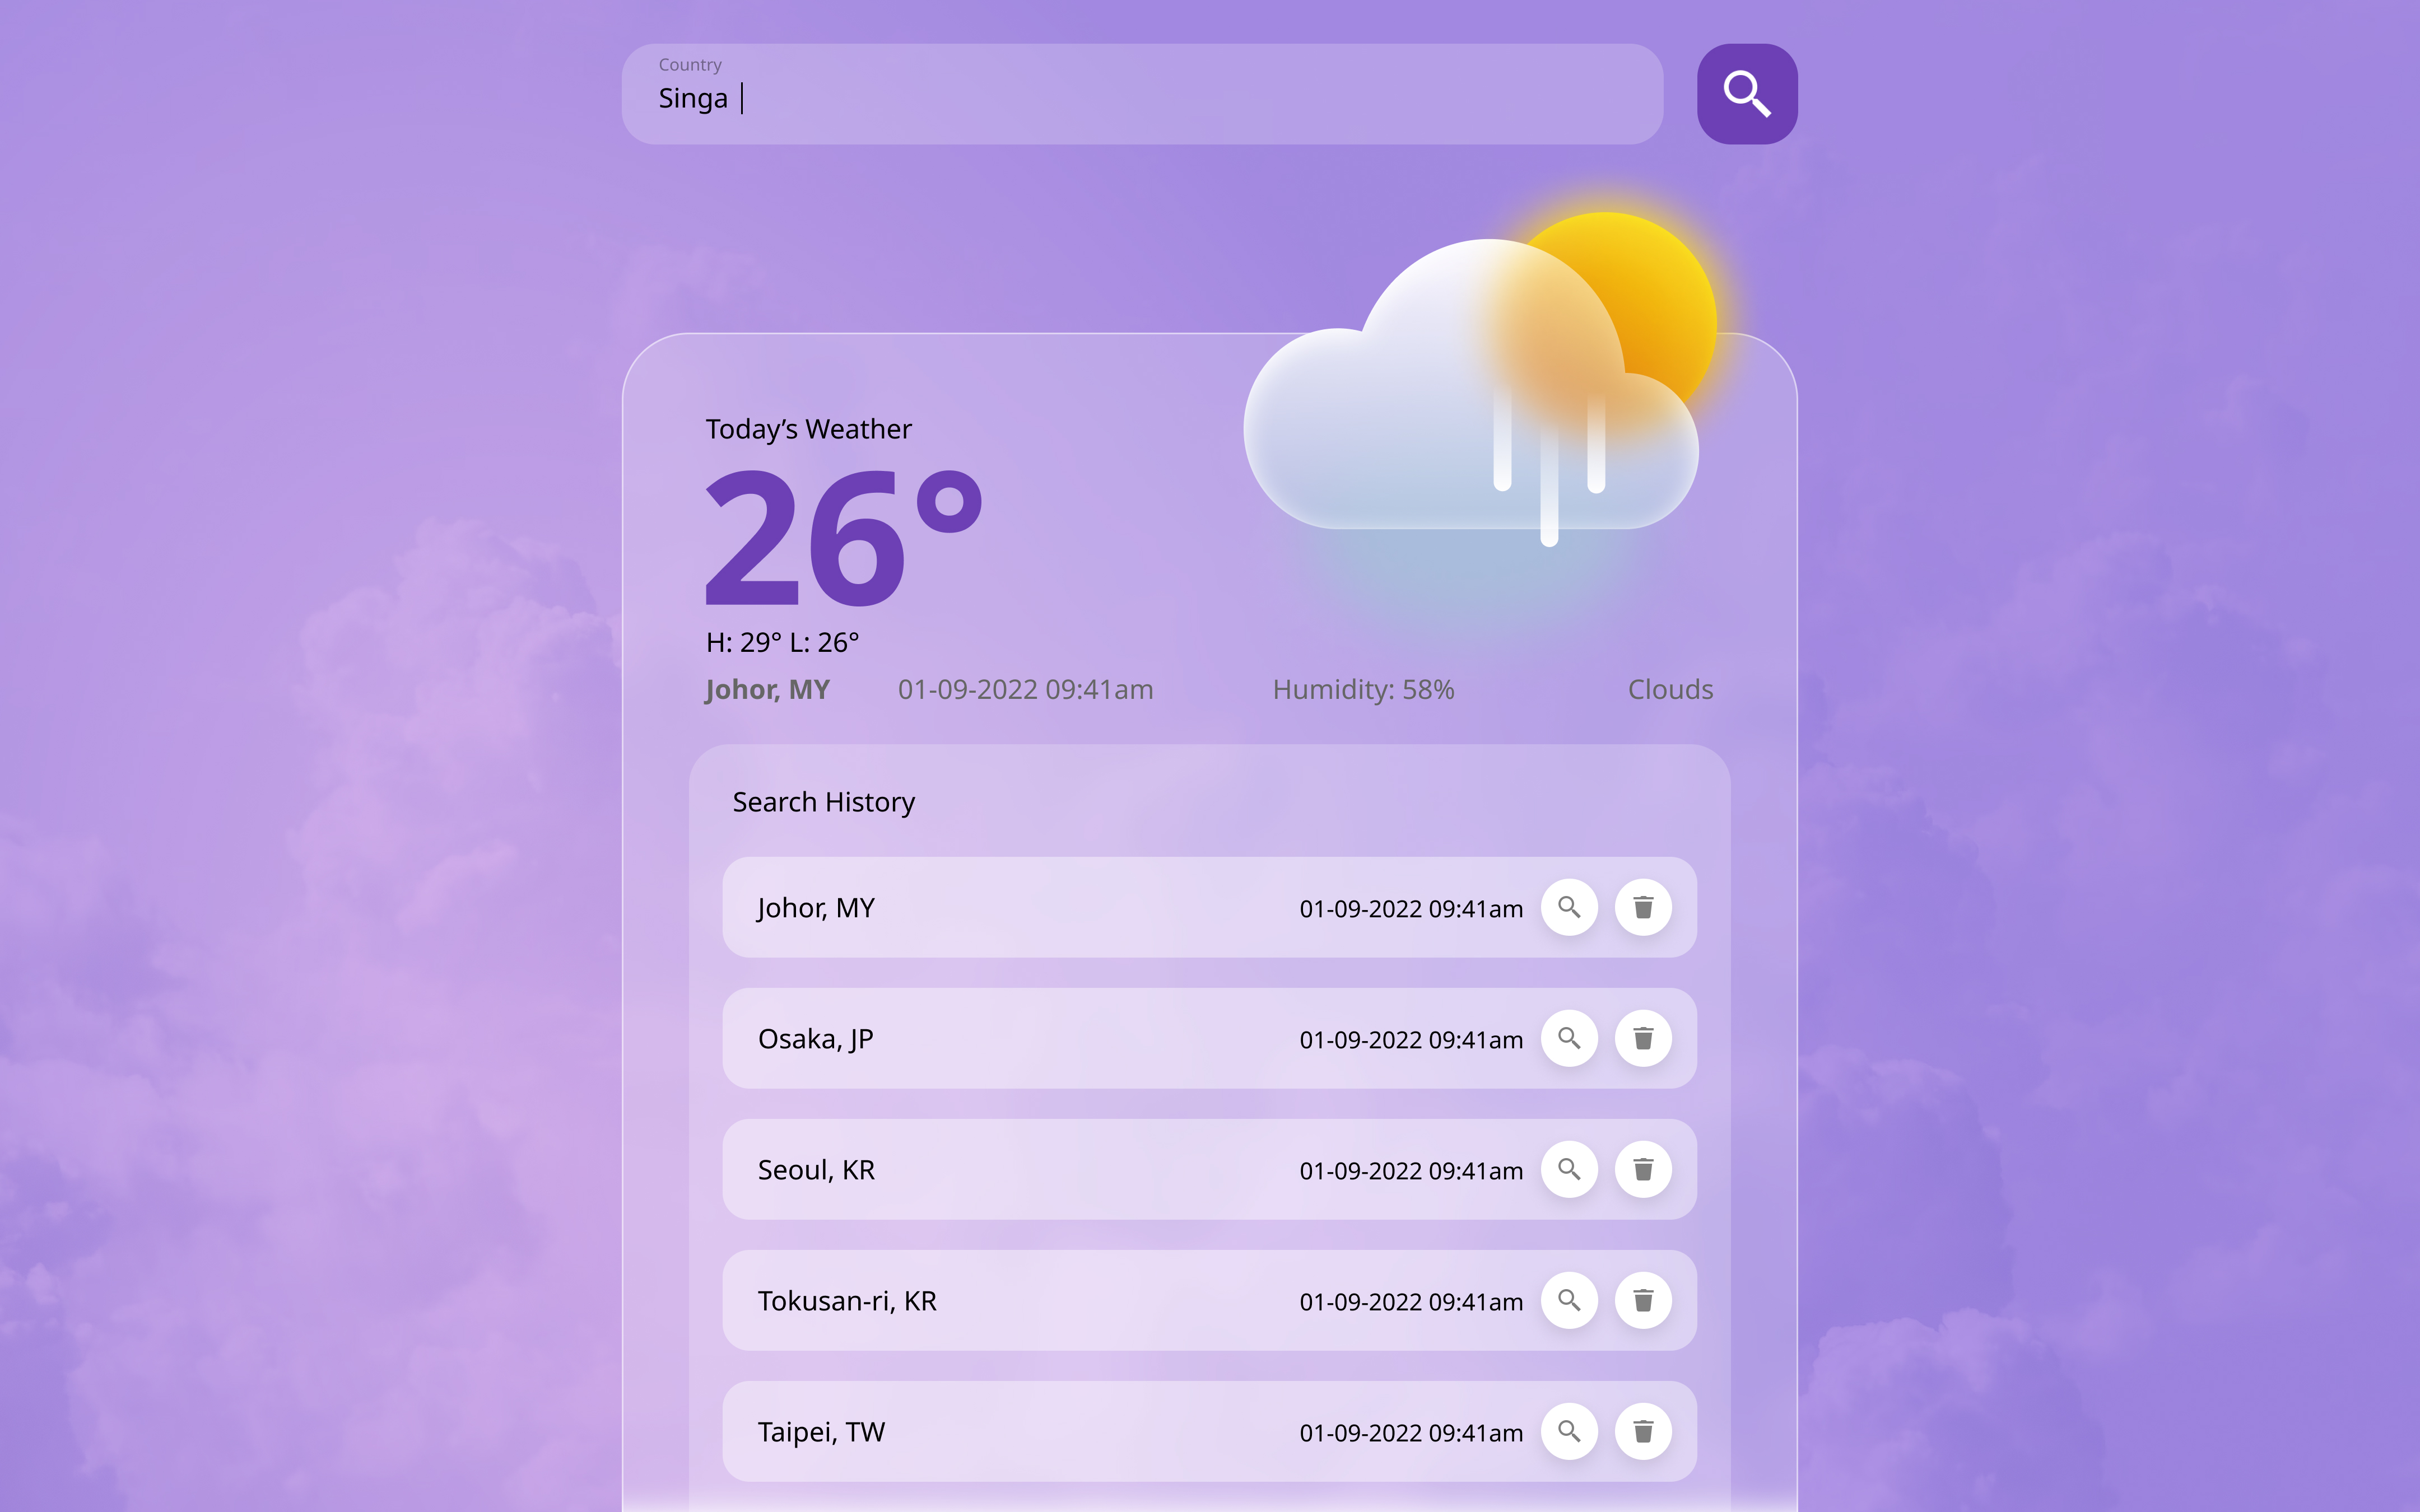 Country
Singa
Today’s Weather
26°
H: 29° L: 26°
Johor, MY 01-09-2022 09:41am Humidity: 58% Clouds
Search History
Johor, MY 01-09-2022 09:41am
Osaka, JP 01-09-2022 09:41am
Seoul, KR 01-09-2022 09:41am
Tokusan-ri, KR 01-09-2022 09:41am
Taipei, TW 01-09-2022 09:41am